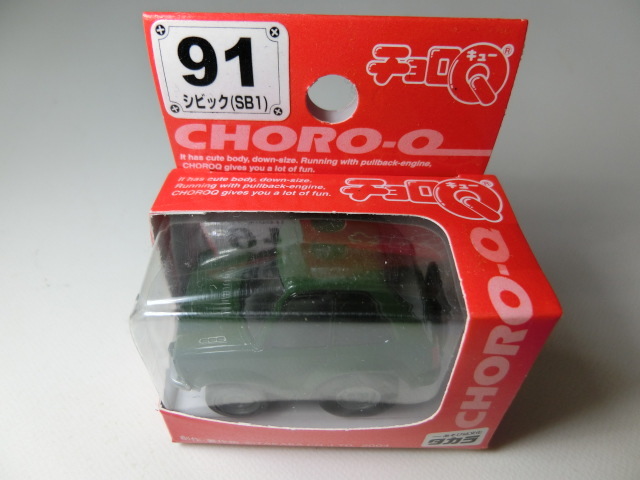 91
シビック(SB1)
チョロQ
キュー
®
CHORO-Q
It has cute body, down-size. Running with pullback-engine,
CHOROQ gives you a lot of fun.
It has cute body, down-size.
Running with pullback-engine,
CHOROQ gives you a lot of fun.
チョロQ
キュー
®
CHORO-Q
タカラ